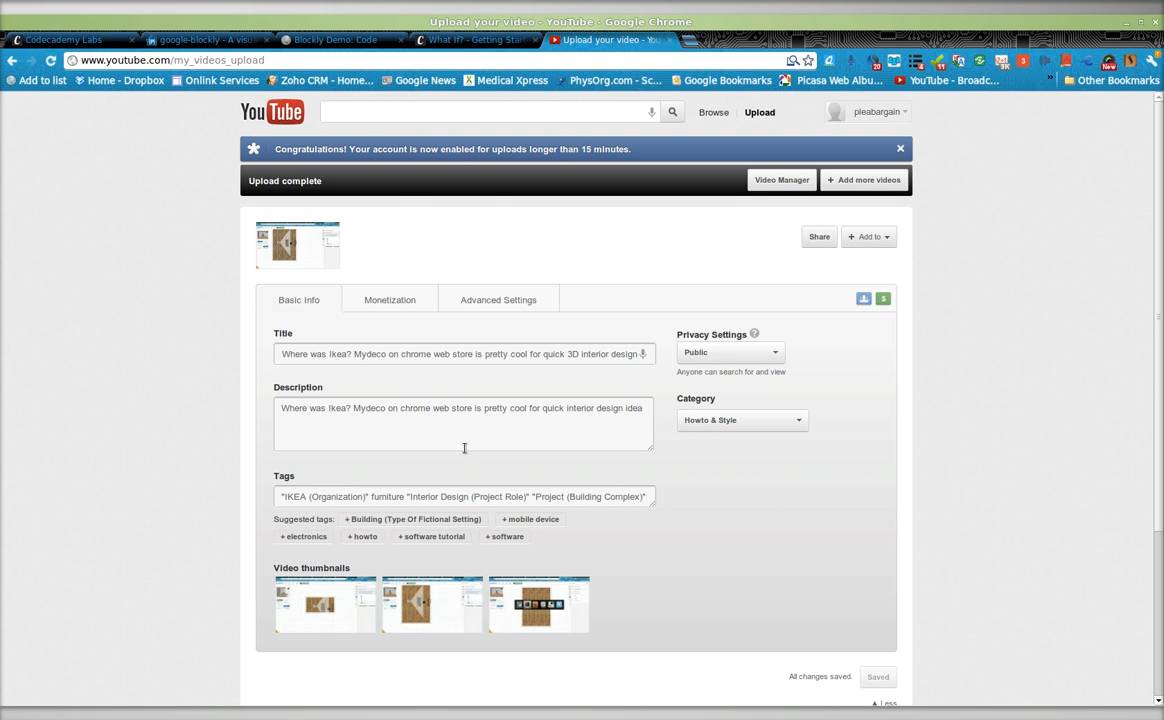 Upload your video - YouTube - Google Chrome
Codecademy Labs
google-blockly - A visu
Blockly Demo: Code
What If? - Getting Star
Upload your video - You
www.youtube.com/my_videos_upload
Add to list
Home - Dropbox
Onlink Services
Zoho CRM - Home...
Google News
Medical Xpress
PhysOrg.com - Sc...
Google Bookmarks
Picasa Web Albu...
YouTube - Broadc...
Other Bookmarks
YouTube
Browse
Upload
pleabargain
Congratulations! Your account is now enabled for uploads longer than 15 minutes.
Upload complete
Video Manager
+ Add more videos
Share
+ Add to
Basic Info
Monetization
Advanced Settings
$
Title
Privacy Settings ?
Where was Ikea? Mydeco on chrome web store is pretty cool for quick 3D interior design
Public
Anyone can search for and view
Description
Category
Where was Ikea? Mydeco on chrome web store is pretty cool for quick interior design idea
Howto & Style
Tags
"IKEA (Organization)" furniture "Interior Design (Project Role)" "Project (Building Complex)"
Suggested tags: + Building (Type Of Fictional Setting) + mobile device
+ electronics + howto + software tutorial + software
Video thumbnails
All changes saved.
Saved
Less